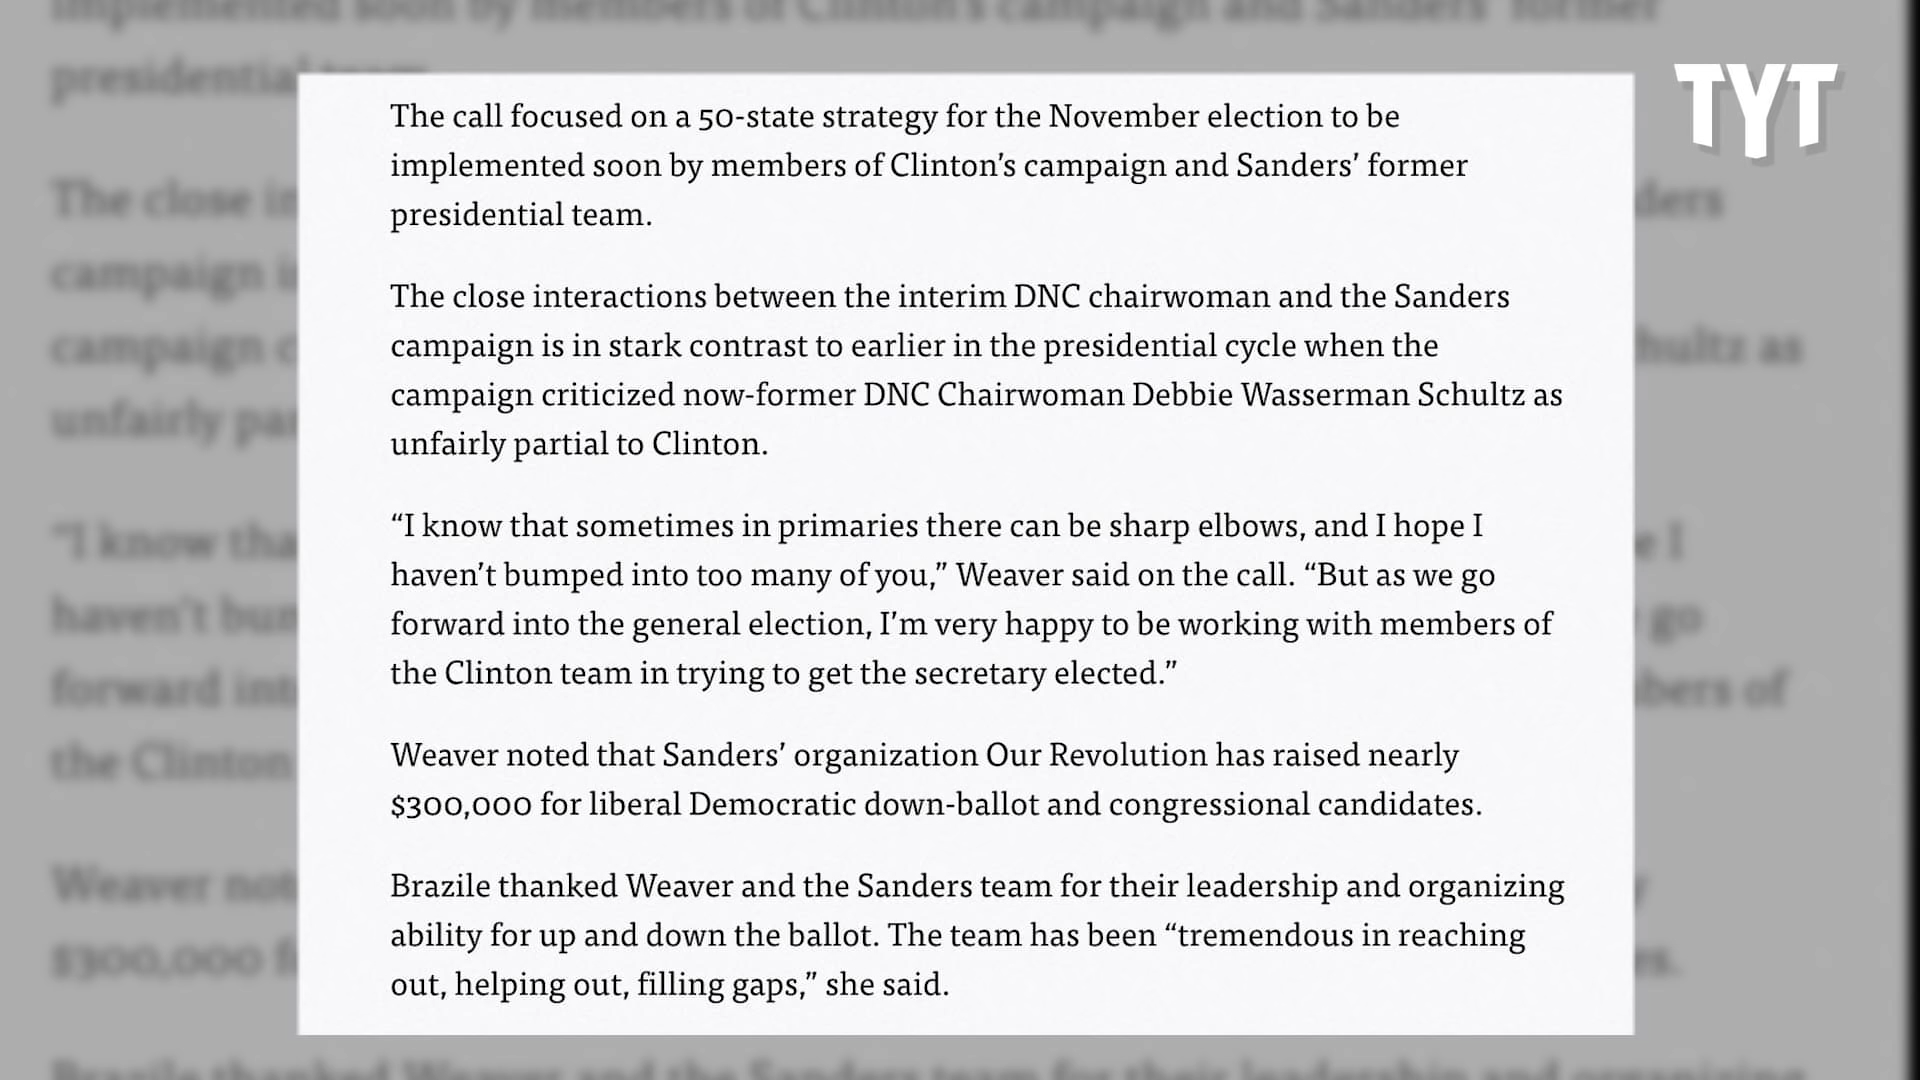 TYT
The call focused on a 50-state strategy for the November election to be
implemented soon by members of Clinton’s campaign and Sanders’ former
presidential team.
The close interactions between the interim DNC chairwoman and the Sanders
campaign is in stark contrast to earlier in the presidential cycle when the
campaign criticized now-former DNC Chairwoman Debbie Wasserman Schultz as
unfairly partial to Clinton.
“I know that sometimes in primaries there can be sharp elbows, and I hope I
haven’t bumped into too many of you,” Weaver said on the call. “But as we go
forward into the general election, I’m very happy to be working with members of
the Clinton team in trying to get the secretary elected.”
Weaver noted that Sanders’ organization Our Revolution has raised nearly
$300,000 for liberal Democratic down-ballot and congressional candidates.
Brazile thanked Weaver and the Sanders team for their leadership and organizing
ability for up and down the ballot. The team has been “tremendous in reaching
out, helping out, filling gaps,” she said.